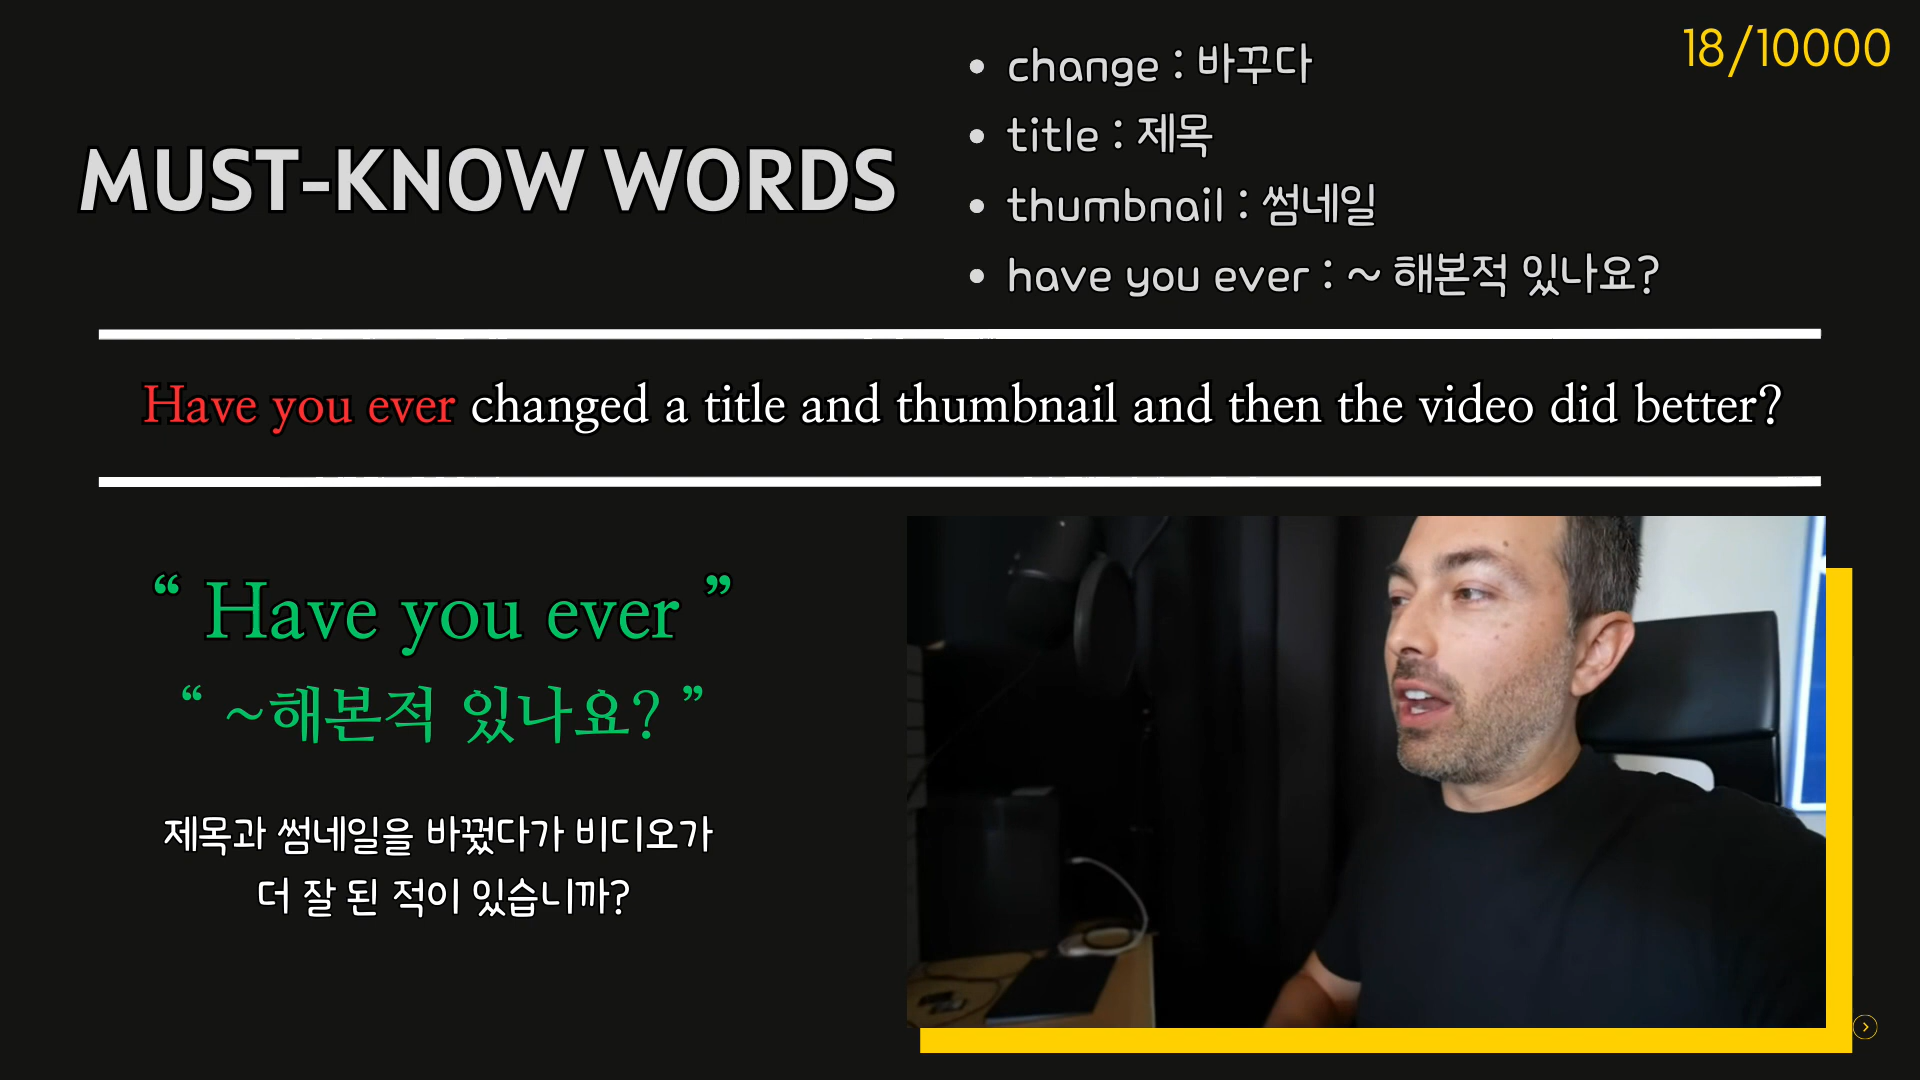 18/10000
MUST-KNOW WORDS
• change : 바꾸다
• title : 제목
• thumbnail : 썸네일
• have you ever : ~ 해본적 있나요?
Have you ever changed a title and thumbnail and then the video did better?
“ Have you ever ”
“ ~해본적 있나요? ”
제목과 썸네일을 바꿨다가 비디오가
더 잘 된 적이 있습니까?